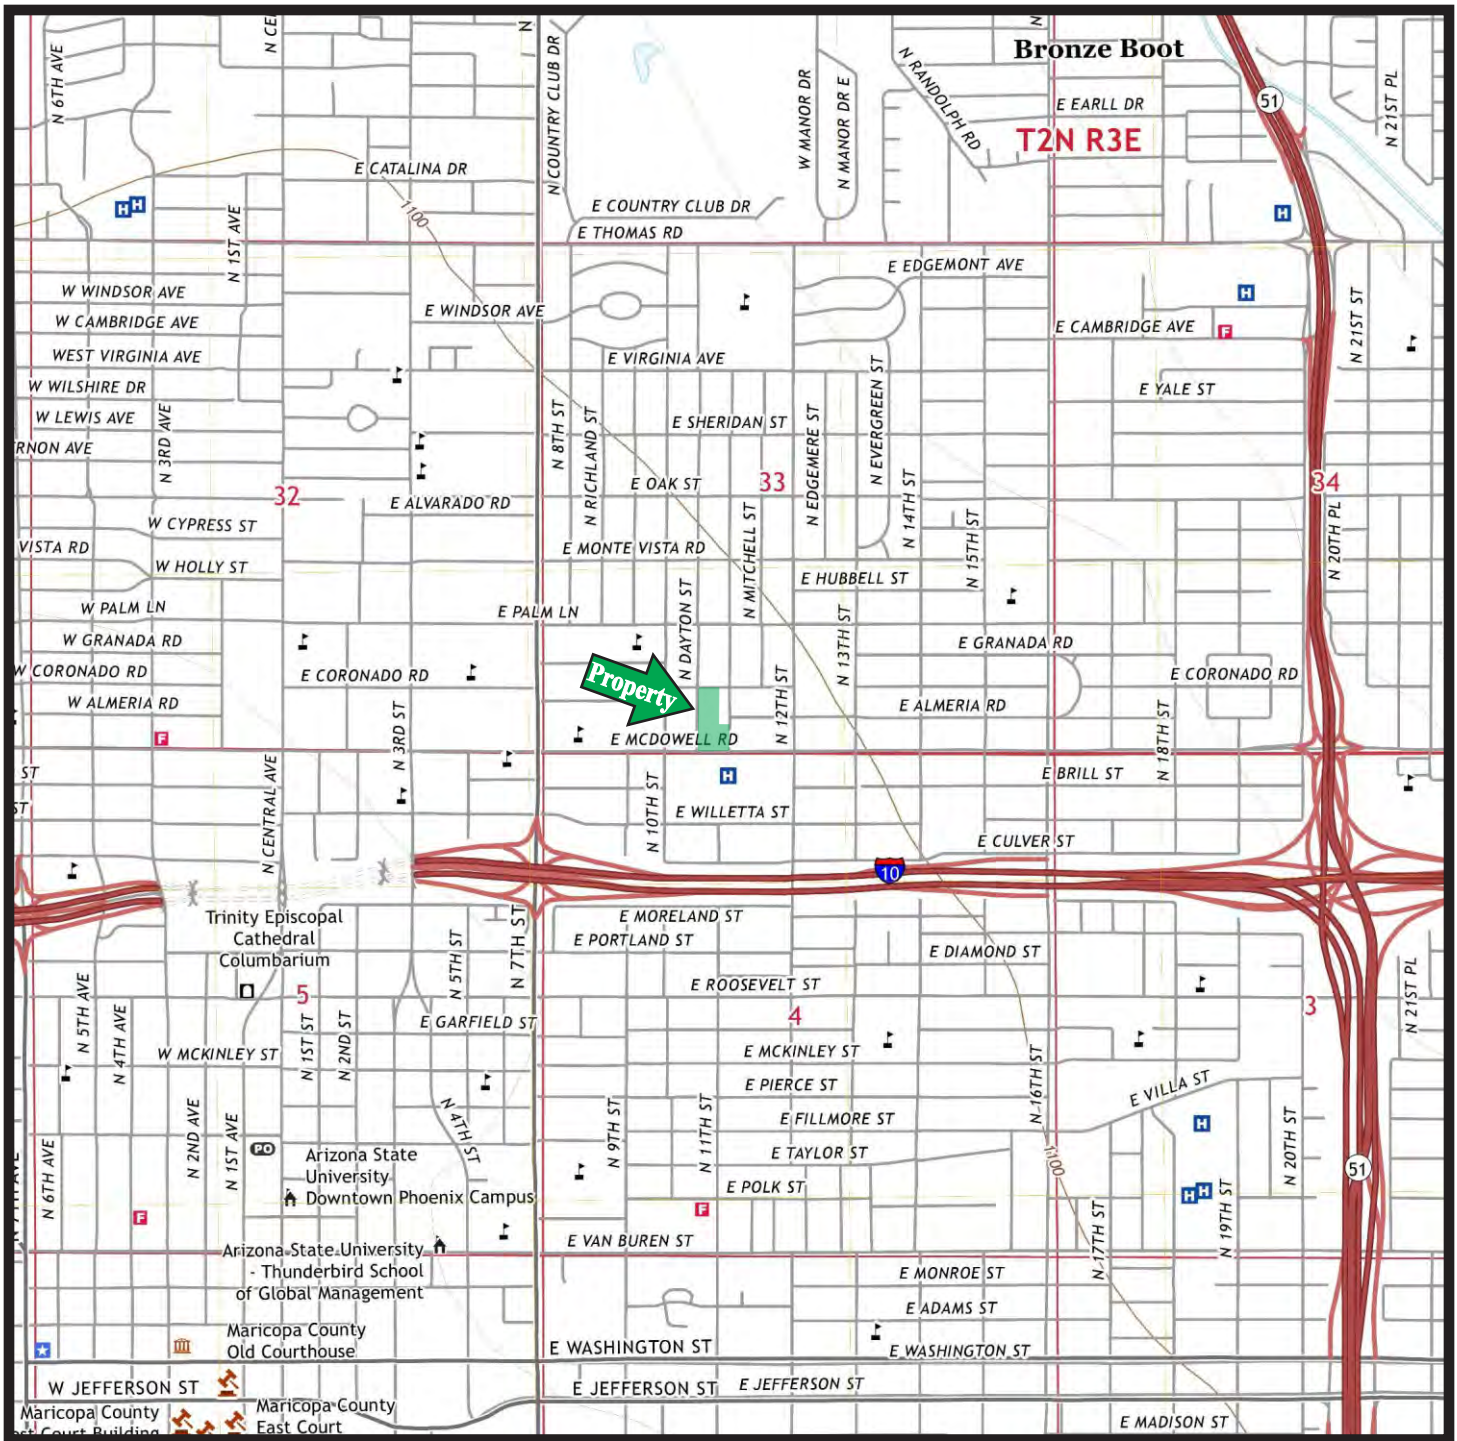 Bronze Boot
T2N R3E
N 6TH AVE
N CE
N
N COUNTRY CLUB DR
W MANOR DR
N MANOR DR E
N RANDOLPH RD
N
E EARLL DR
51
N 21ST PL
E CATALINA DR
1100
H H
N 1ST AVE
E COUNTRY CLUB DR
E THOMAS RD
H
E EDGEMONT AVE
W WINDSOR AVE
E WINDSOR AVE
H
W CAMBRIDGE AVE
E CAMBRIDGE AVE
F
N 21ST ST
WEST VIRGINIA AVE
E VIRGINIA AVE
W WILSHIRE DR
E YALE ST
W LEWIS AVE
N 3RD AVE
RNON AVE
N 8TH ST
N RICHLAND ST
E SHERIDAN ST
N EDGEMERE ST
N EVERGREEN ST
32
33
34
E OAK ST
E ALVARADO RD
N 14TH ST
W CYPRESS ST
N MITCHELL ST
N 15TH ST
N 20TH PL
VISTA RD
E MONTE VISTA RD
W HOLLY ST
E HUBBELL ST
W PALM LN
E PALM LN
N DAYTON ST
N 13TH ST
W GRANADA RD
E GRANADA RD
W CORONADO RD
E CORONADO RD
Property
E CORONADO RD
W ALMERIA RD
N 12TH ST
E ALMERIA RD
F
N 3RD ST
E MCDOWELL RD
N 18TH ST
ST
H
E BRILL ST
ST
N CENTRAL AVE
N 10TH ST
E WILLETTA ST
E CULVER ST
10
Trinity Episcopal
Cathedral
Columbarium
E MORELAND ST
E PORTLAND ST
E DIAMOND ST
N 5TH ST
N 7TH ST
E ROOSEVELT ST
5
4
3
N 21ST PL
N 5TH AVE
N 4TH AVE
N 1ST ST
N 2ND ST
E GARFIELD ST
W MCKINLEY ST
E MCKINLEY ST
N 16TH ST
E PIERCE ST
E VILLA ST
N 2ND AVE
N 1ST AVE
N 4TH ST
N 9TH ST
N 11TH ST
E FILLMORE ST
H
N 20TH ST
N 6TH AVE
PO
Arizona State
University
Downtown Phoenix Campus
E TAYLOR ST
1100
51
E POLK ST
H H
F
F
N 17TH ST
N 19TH ST
N 7TH AVE
E VAN BUREN ST
Arizona State University
- Thunderbird School
of Global Management
E MONROE ST
E ADAMS ST
Maricopa County
Old Courthouse
E WASHINGTON ST
E WASHINGTON ST
W JEFFERSON ST
E JEFFERSON ST
E JEFFERSON ST
Maricopa County
est Court Building
Maricopa County
East Court
E MADISON ST